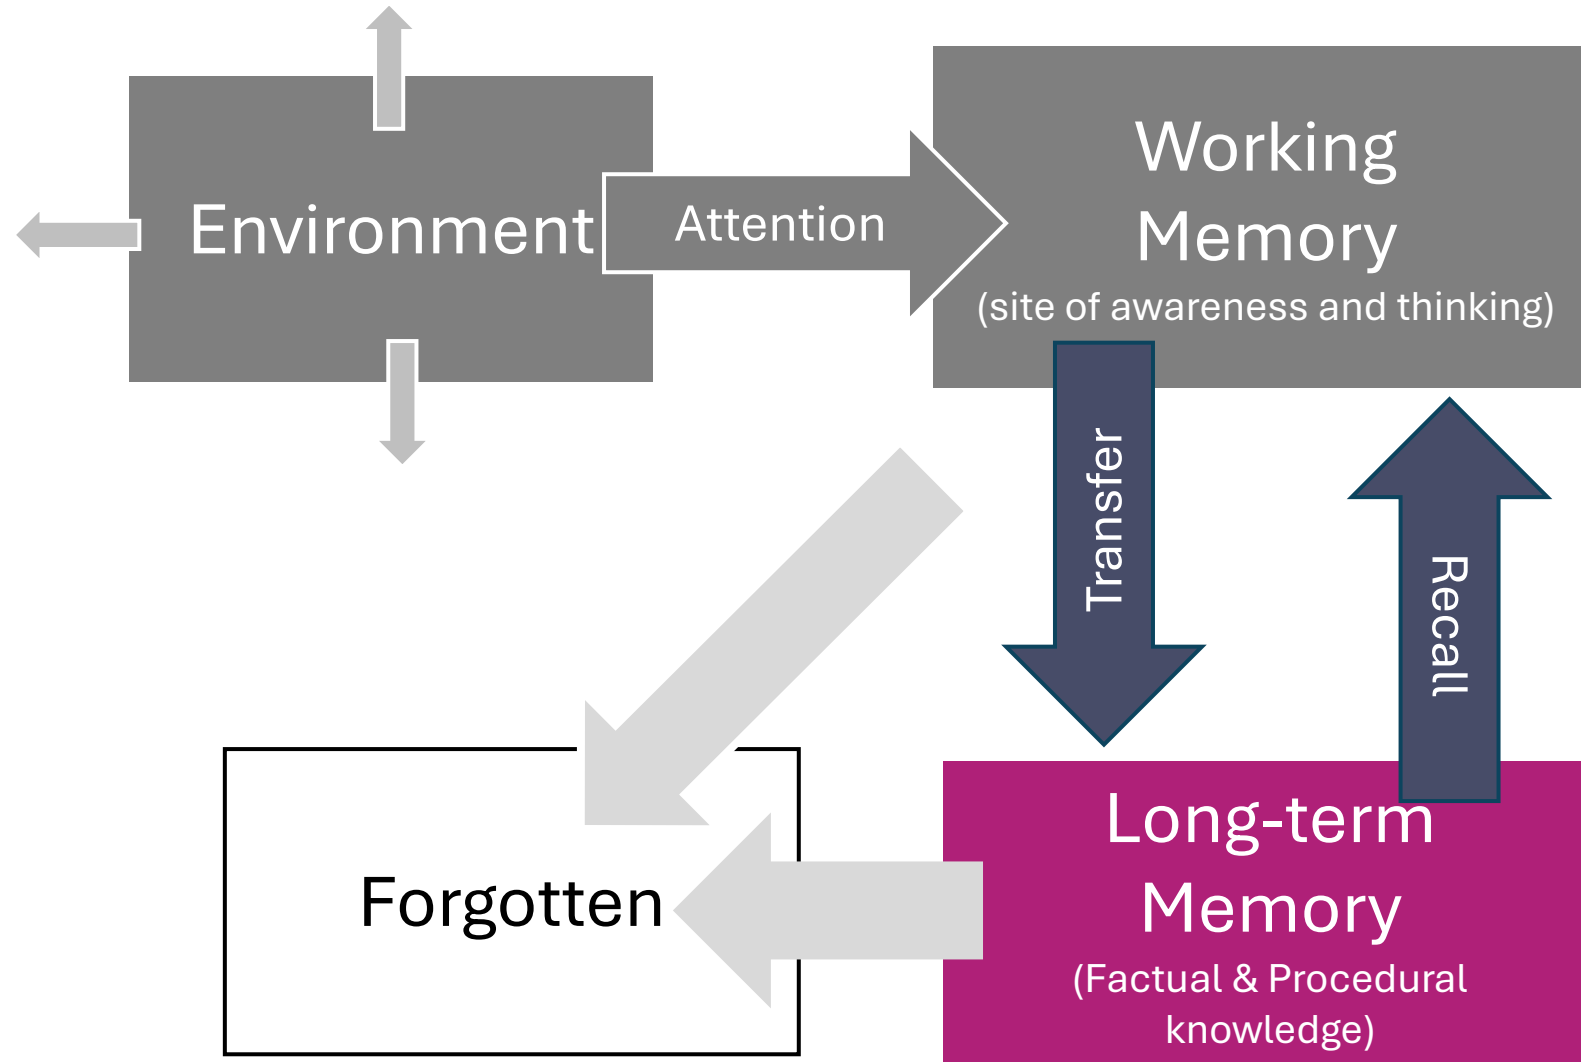 Environment
Attention
Working
Memory
(site of awareness and thinking)
Transfer
Recall
Forgotten
Long-term
Memory
(Factual & Procedural
knowledge)